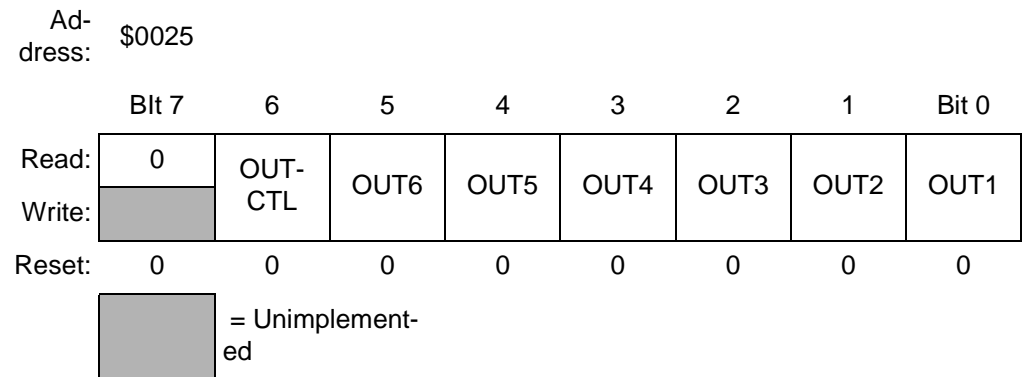 Ad-
dress: $0025
BIt 7 6 5 4 3 2 1 Bit 0
Read: 0 OUT-
CTL OUT6 OUT5 OUT4 OUT3 OUT2 OUT1
Write:
Reset: 0 0 0 0 0 0 0 0
= Unimplement-
ed